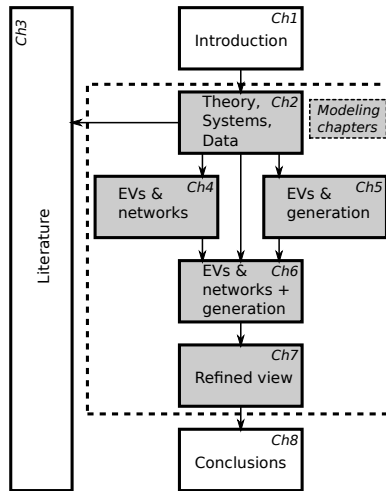 Ch3
Literature
Ch1
Introduction
Ch2
Theory,
Systems,
Data
Modeling
chapters
Ch4
EVs &
networks
Ch5
EVs &
generation
Ch6
EVs &
networks +
generation
Ch7
Refined view
Ch8
Conclusions